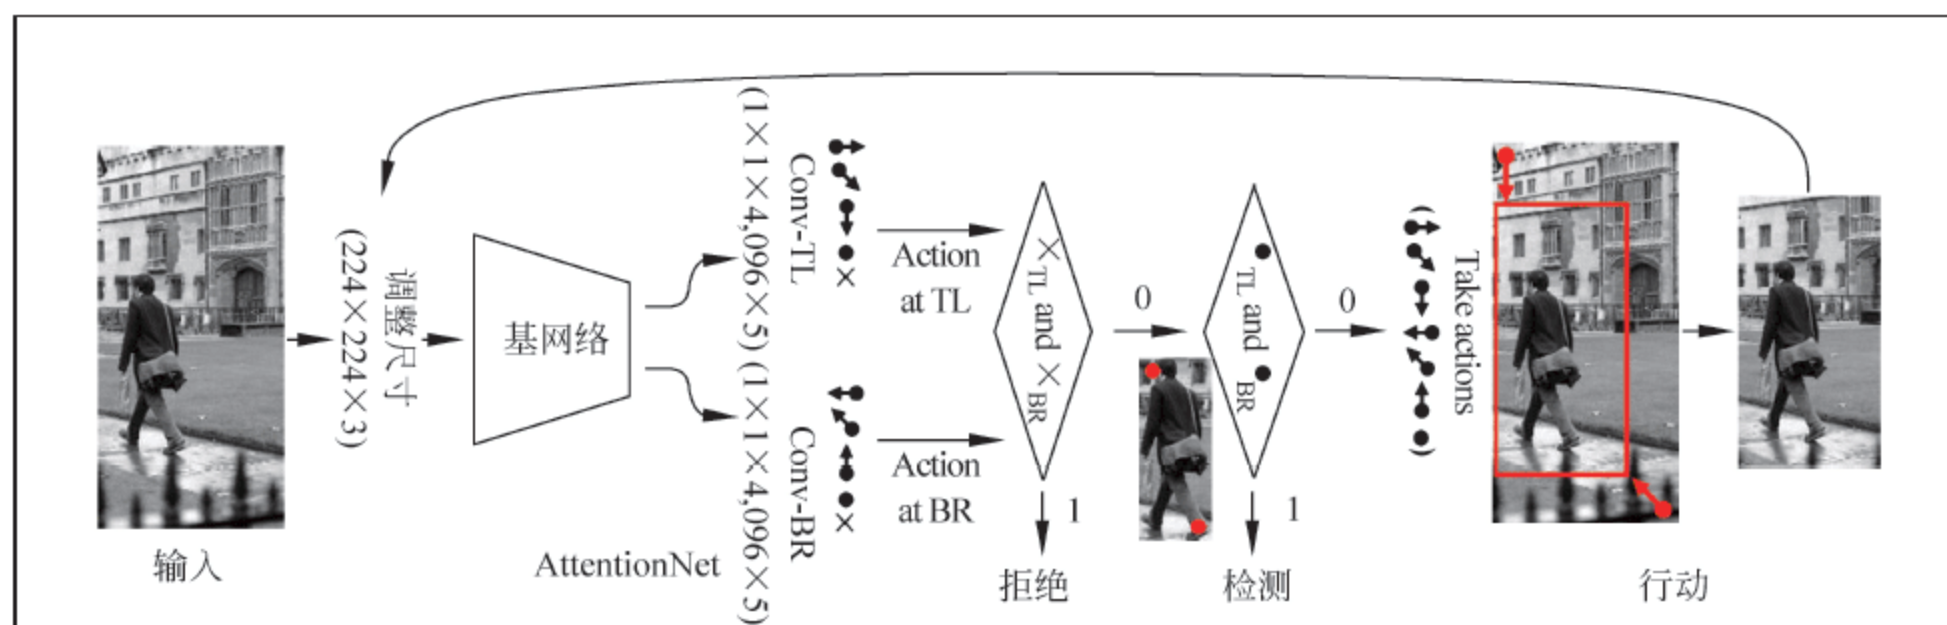 输入
调整尺寸
(224×224×3)
基网络
AttentionNet
Conv-TL
(1×1×4,096×5)
Conv-BR
(1×1×4,096×5)
Action
at TL
Action
at BR
×TL and ×BR
0
1
拒绝
●TL and ●BR
0
1
检测
Take actions
( )
行动